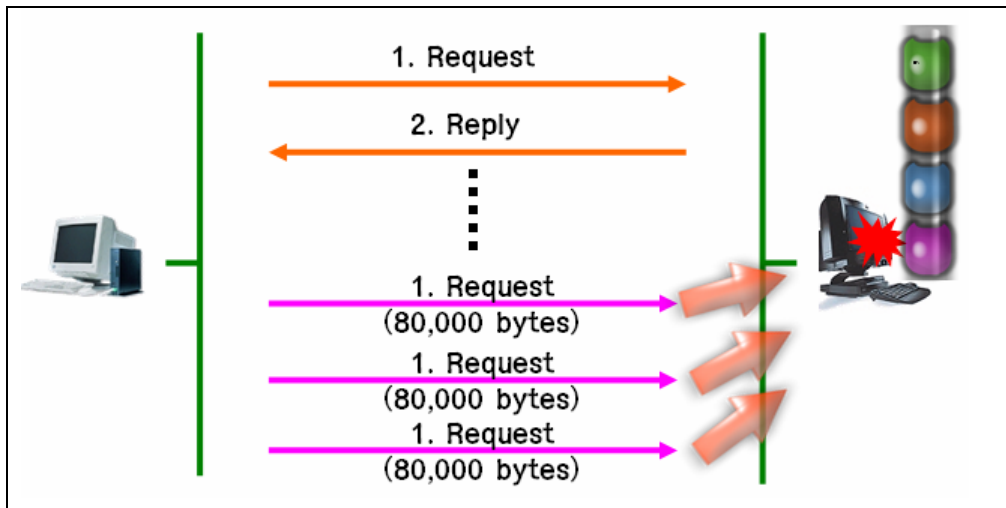 1. Request
2. Reply
1. Request
(80,000 bytes)
1. Request
(80,000 bytes)
1. Request
(80,000 bytes)